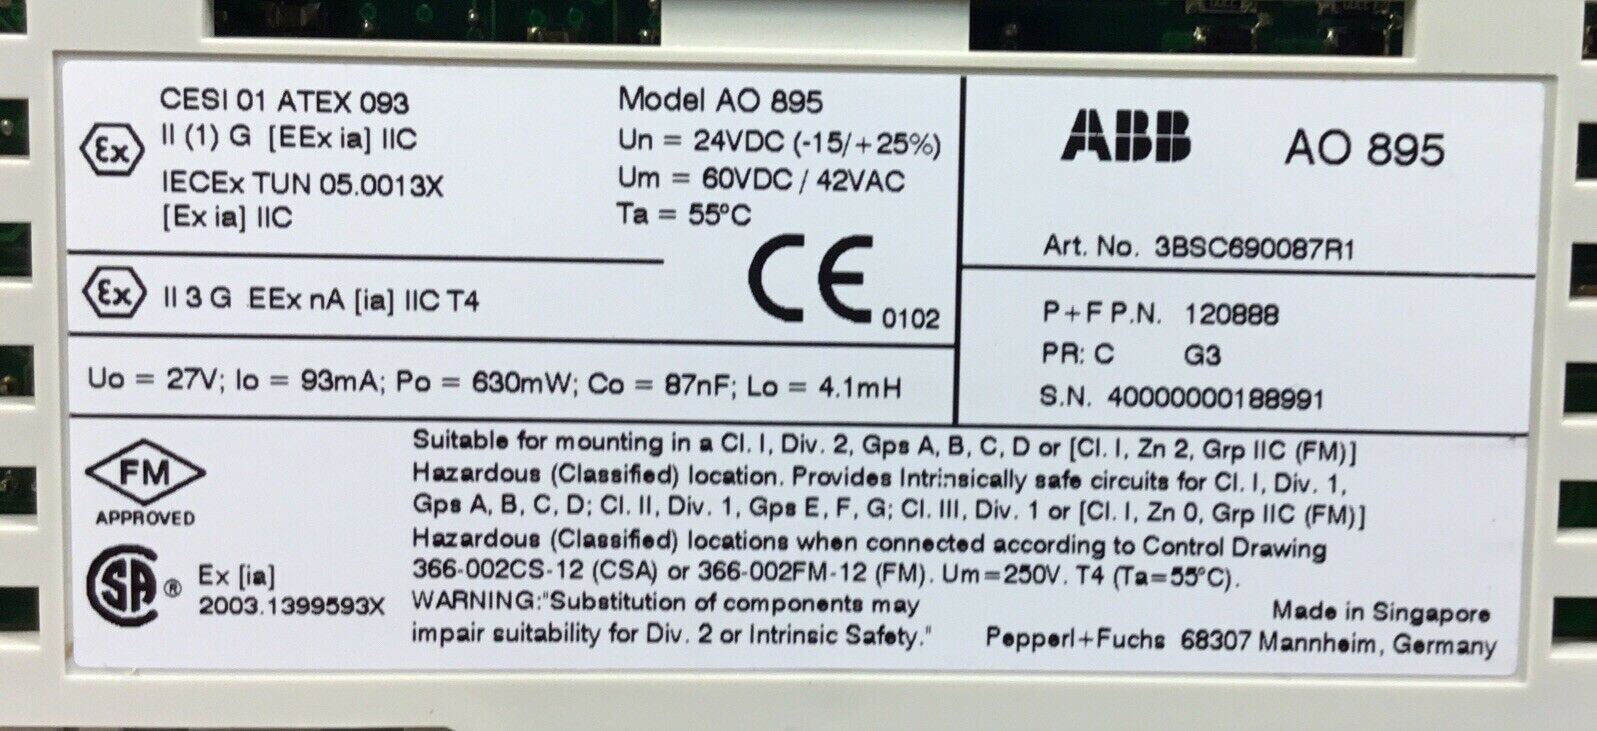 Ex
CESI 01 ATEX 093
II (1) G [EEx ia] IIC
IECEx TUN 05.0013X
[Ex ia] IIC
Model AO 895
Un = 24VDC (-15/+25%)
Um = 60VDC / 42VAC
Ta = 55°C
CE 0102
Ex
II 3 G EEx nA [ia] IIC T4
Uo = 27V; Io = 93mA; Po = 630mW; Co = 87nF; Lo = 4.1mH
ABB AO 895
Art. No. 3BSC690087R1
P+F P.N. 120888
PR: C G3
S.N. 40000000188991
FM
APPROVED
SA ® Ex [ia]
2003.1399593X
Suitable for mounting in a Cl. I, Div. 2, Gps A, B, C, D or [Cl. I, Zn 2, Grp IIC (FM)]
Hazardous (Classified) location. Provides Intrinsically safe circuits for Cl. I, Div. 1,
Gps A, B, C, D; Cl. II, Div. 1, Gps E, F, G; Cl. III, Div. 1 or [Cl. I, Zn 0, Grp IIC (FM)]
Hazardous (Classified) locations when connected according to Control Drawing
366-002CS-12 (CSA) or 366-002FM-12 (FM). Um=250V. T4 (Ta=55°C).
WARNING:"Substitution of components may
impair suitability for Div. 2 or Intrinsic Safety."
Made in Singapore
Pepperl+Fuchs 68307 Mannheim, Germany